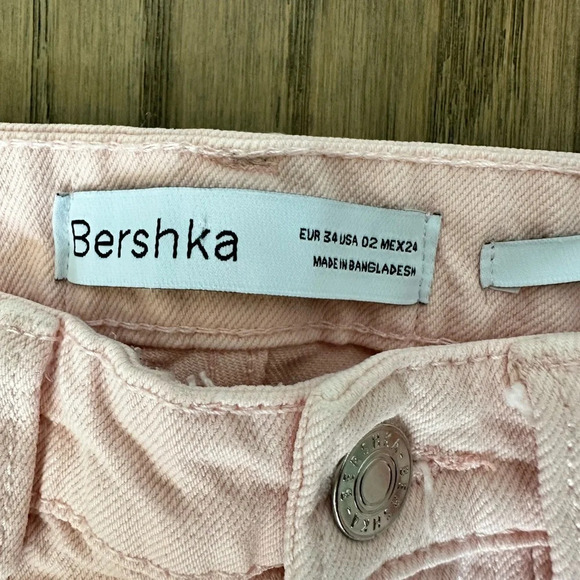 Bershka
EUR 34 USA 02 MEX 24
MADE IN BANGLADESH
BERSHKA